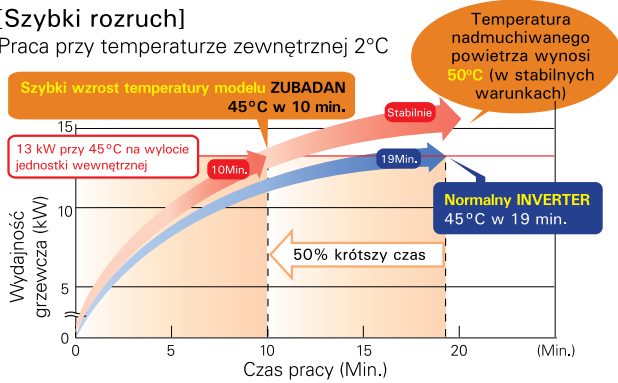 [Szybki rozruch]
Praca przy temperaturze zewnętrznej 2°C
Temperatura
nadmuchiwanego
powietrza wynosi
50°C (w stabilnych
warunkach)
Szybki wzrost temperatury modelu ZUBADAN
45°C w 10 min.
13 kW przy 45°C na wylocie
jednostki wewnętrznej
Stabilnie
10Min.
19Min.
Normalny INVERTER
45°C w 19 min.
50% krótszy czas
Wydajność
grzewcza (kW)
15
10
5
0
0 5 10 15 20 (Min.)
Czas pracy (Min.)